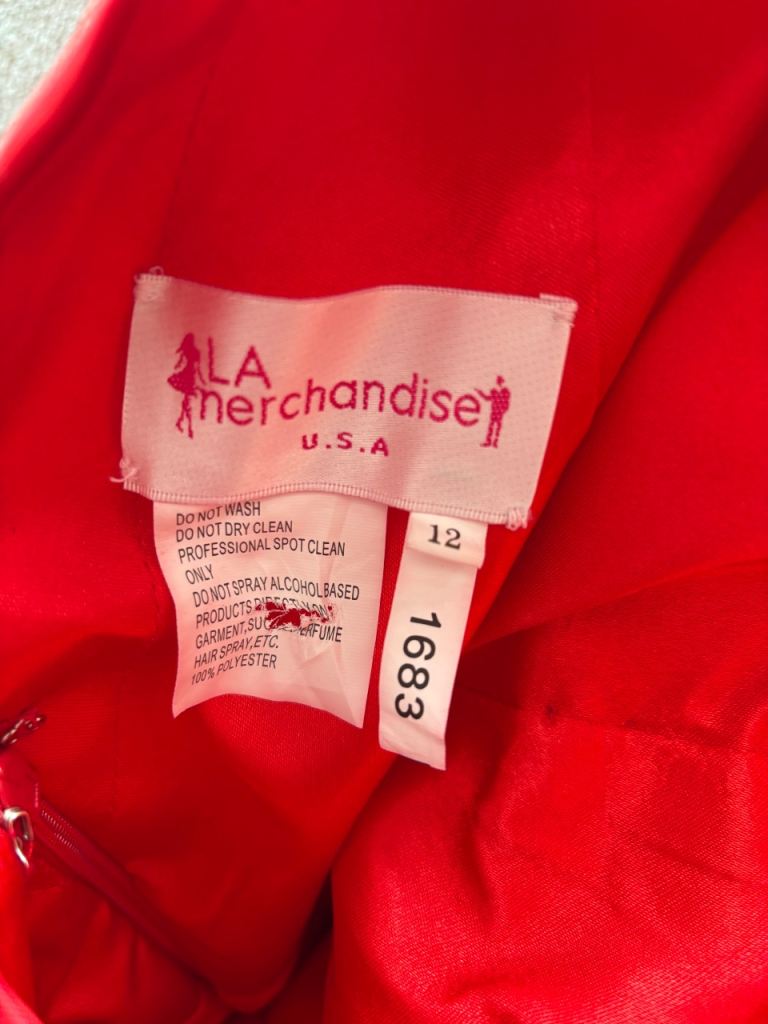 LA
merchandise
U.S.A
DO NOT WASH
DO NOT DRY CLEAN
PROFESSIONAL SPOT CLEAN
ONLY
DO NOT SPRAY ALCOHOL BASED
PRODUCTS
GARMENT,
HAIR SPRAY,ETC.
100% POLYESTER
12
1683